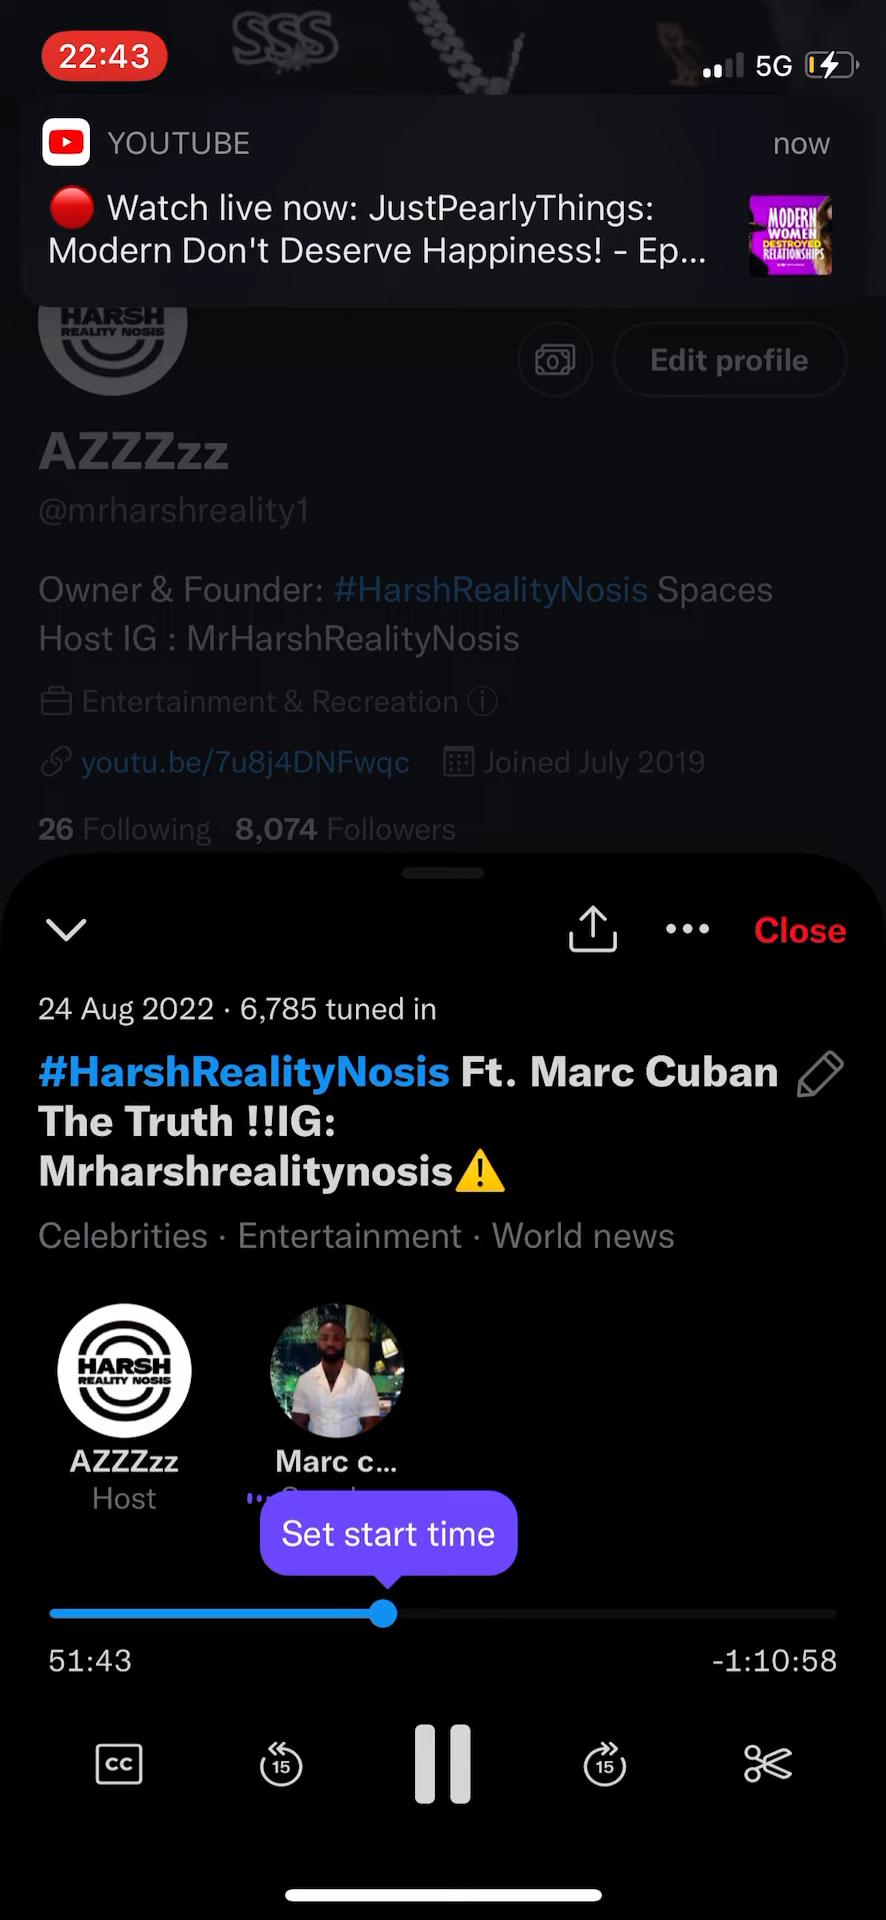 SSS
22:43
5G
YOUTUBE
now
Watch live now: JustPearlyThings:
Modern Don't Deserve Happiness! - Ep...
MODERN
WOMEN
DESTROYED
RELATIONSHIPS
HARSH
REALITY NOSIS
Edit profile
AZZZzz
@mrharshreality1
Owner & Founder: #HarshRealityNosis Spaces
Host IG : MrHarshRealityNosis
Entertainment & Recreation
youtu.be/7u8j4DNFwqc
Joined July 2019
26 Following 8,074 Followers
Close
24 Aug 2022 · 6,785 tuned in
#HarshRealityNosis Ft. Marc Cuban
The Truth !!IG:
Mrharshrealitynosis⚠️
Celebrities · Entertainment · World news
HARSH
REALITY NOSIS
AZZZzz
Marc c...
Host
Set start time
51:43
-1:10:58
CC
15
15